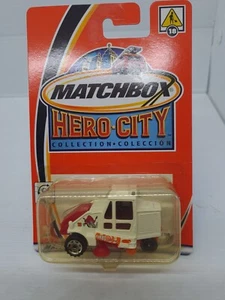 18
MATCHBOX
HERO-CITY
COLLECTION • COLECCIÓN